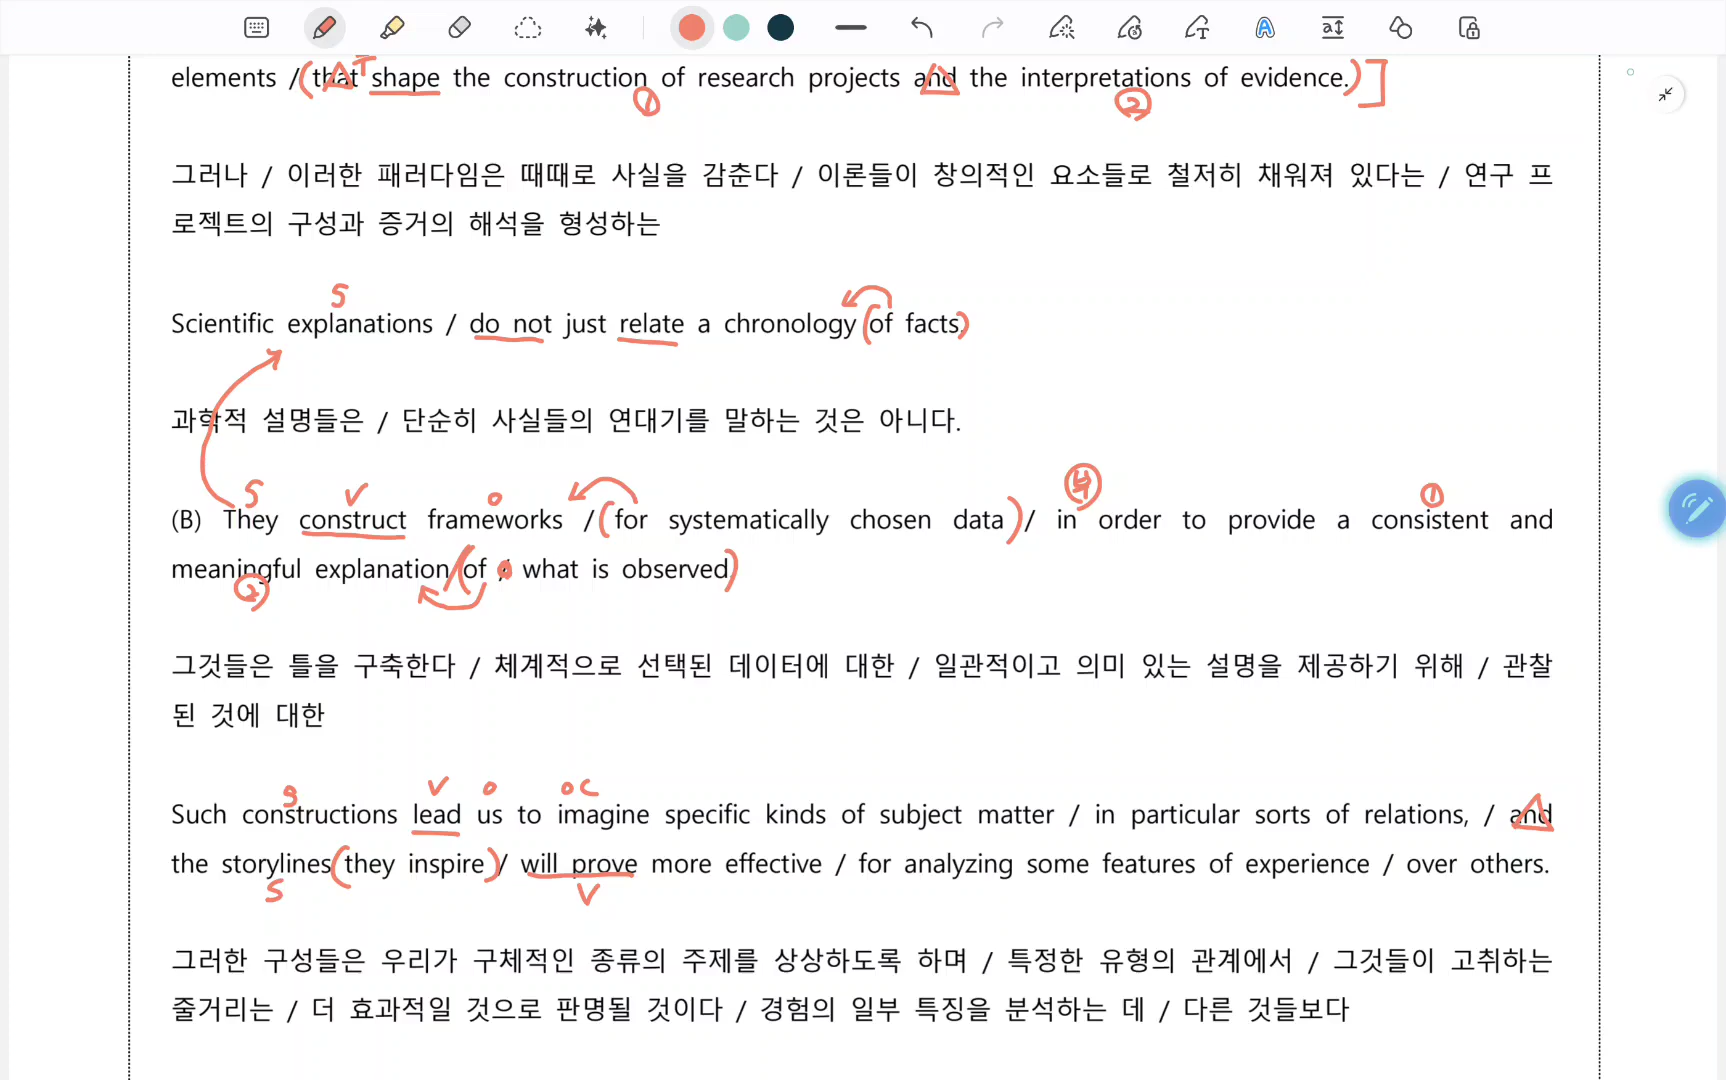 elements / (that shape the construction of research projects and the interpretations of evidence.)]
T
① ②
그러나 / 이러한 패러다임은 때때로 사실을 감춘다 / 이론들이 창의적인 요소들로 철저히 채워져 있다는 / 연구 프
로젝트의 구성과 증거의 해석을 형성하는
S
Scientific explanations / do not just relate a chronology (of facts.)
과학적 설명들은 / 단순히 사실들의 연대기를 말하는 것은 아니다.
S V o 부 ①
(B) They construct frameworks / (for systematically chosen data) / in order to provide a consistent and
meaningful explanation / (of what is observed.)
②
그것들은 틀을 구축한다 / 체계적으로 선택된 데이터에 대한 / 일관적이고 의미 있는 설명을 제공하기 위해 / 관찰
된 것에 대한
S V o oc
Such constructions lead us to imagine specific kinds of subject matter / in particular sorts of relations, / and
the storylines (they inspire) / will prove more effective / for analyzing some features of experience / over others.
S V
그러한 구성들은 우리가 구체적인 종류의 주제를 상상하도록 하며 / 특정한 유형의 관계에서 / 그것들이 고취하는
줄거리는 / 더 효과적일 것으로 판명될 것이다 / 경험의 일부 특징을 분석하는 데 / 다른 것들보다